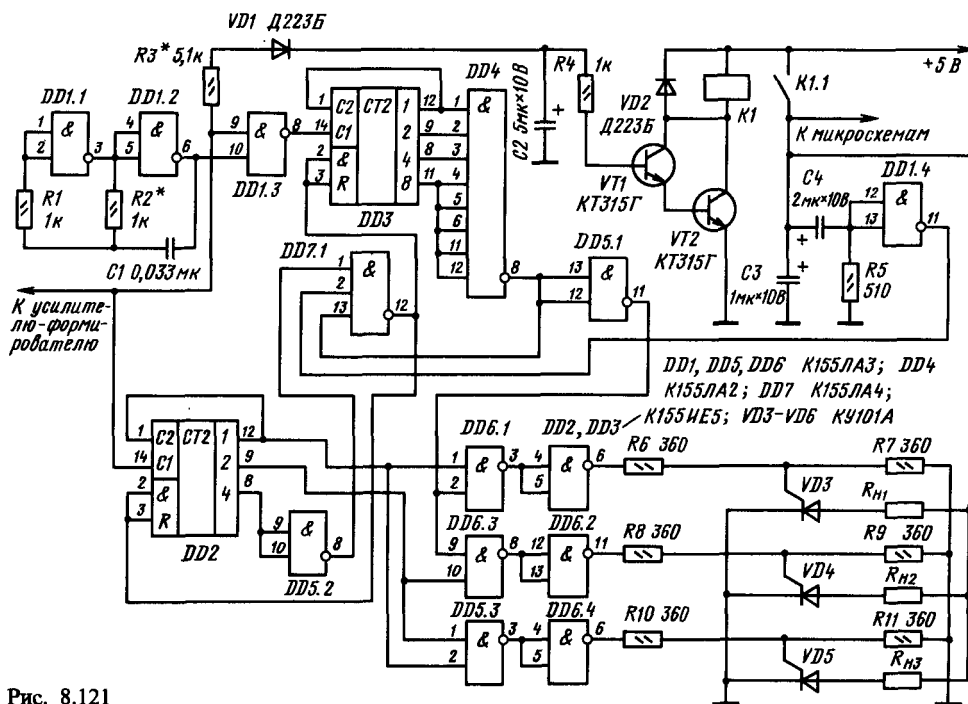 VD1 Д223Б
R3* 5,1к
DD1.1
DD1.2
1
2
&
3
4
5
&
6
9
10
&
8
DD1.3
R1
1к
R2*
1к
C1 0,033мк
1
14
2
3
C2
C1
&
R
CT2
1
2
4
8
12
9
8
11
DD3
DD4
1
2
3
4
5
6
11
12
&
8
C2 5мк×10В
+
R4
1к
VD2
Д223Б
VT1
КТ315Г
VT2
КТ315Г
K1
K1.1
+5 В
К микросхемам
C4
2мк×10В
+
C3
1мк×10В
+
R5
510
DD1.4
12
13
&
11
DD7.1
1
2
13
&
12
DD5.1
13
12
&
11
К усилите-
лю-форми-
рователю
DD1, DD5, DD6 К155ЛА3; DD4
К155ЛА2; DD7 К155ЛА4;
DD2, DD3 К155ИЕ5; VD3-VD6 КУ101А
1
14
2
3
C2
C1
&
R
CT2
1
2
4
12
9
8
DD2
9
10
&
8
DD5.2
DD6.1
1
2
&
3
4
5
&
6
R6 360
R7 360
VD3
Rн1
DD6.3
DD6.2
9
10
&
8
12
13
&
11
R8 360
R9 360
VD4
Rн2
DD5.3
DD6.4
1
2
&
3
4
5
&
6
R10 360
R11 360
VD5
Rн3
Рис. 8.121